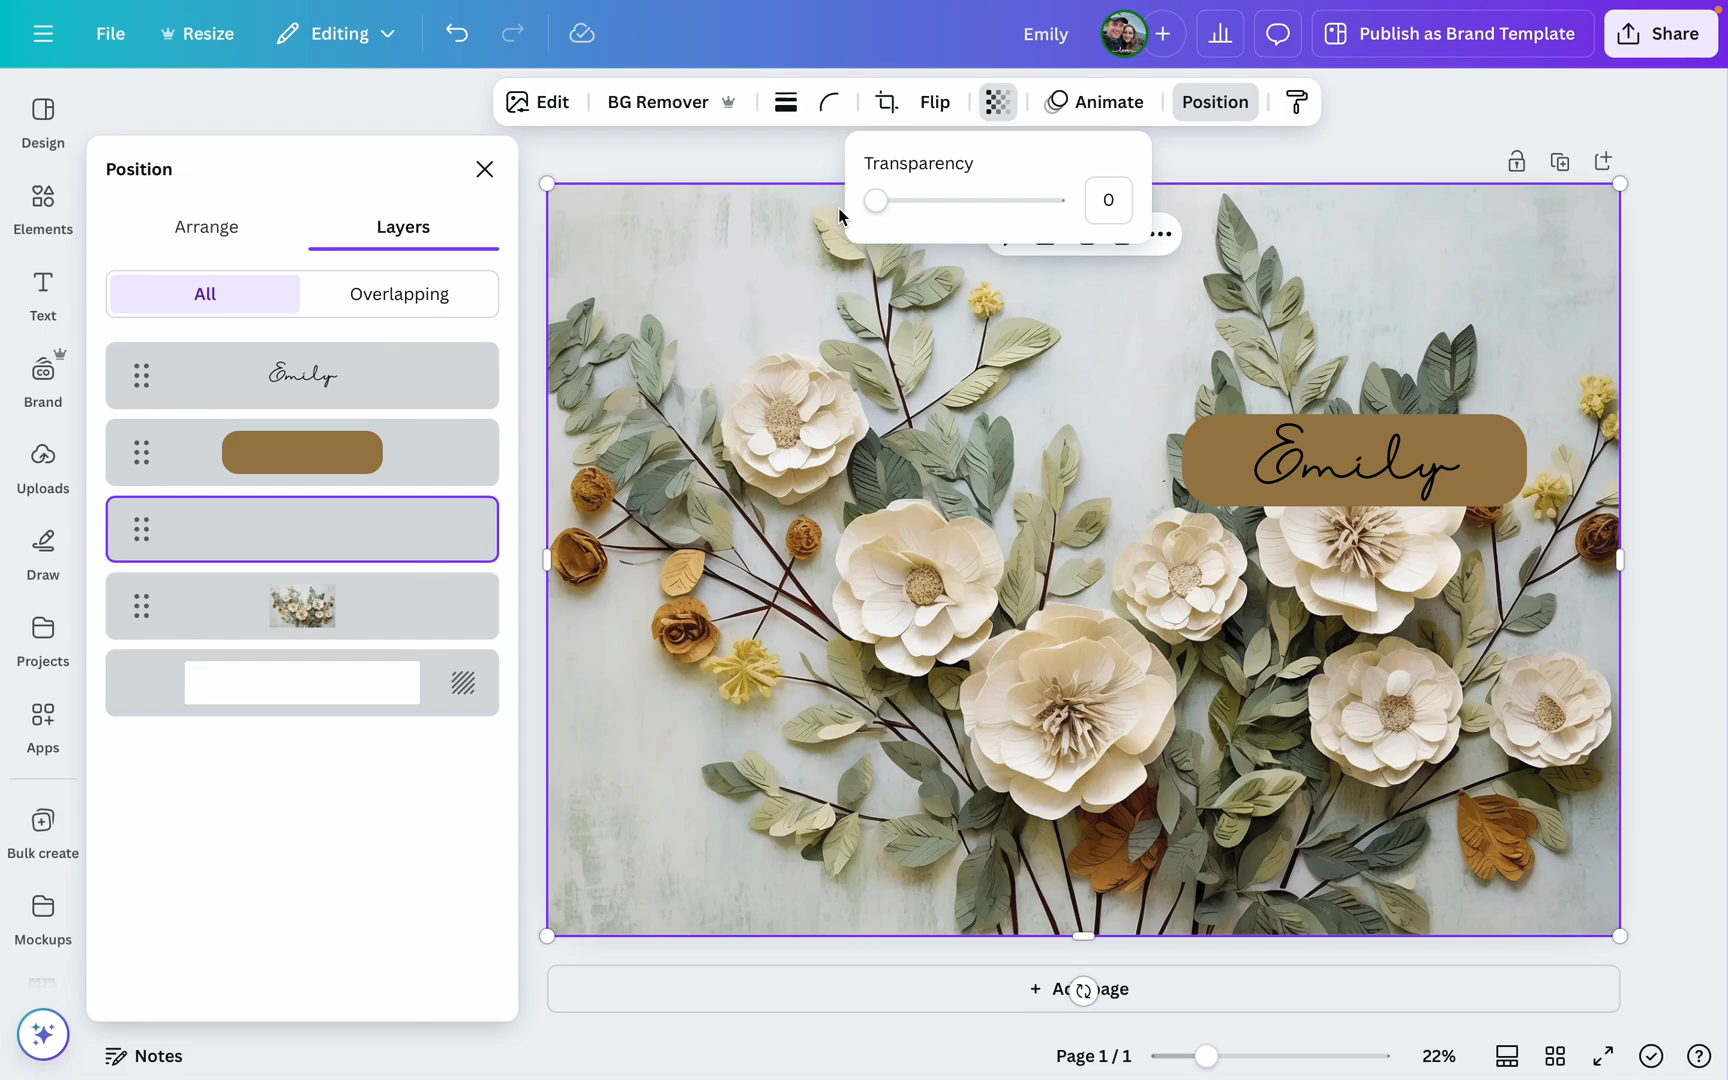 File
Resize
Editing
Emily
Publish as Brand Template
Share
Edit
BG Remover
Flip
Animate
Position
Design
Elements
Text
Brand
Uploads
Draw
Projects
Apps
Bulk create
Mockups
Position
Arrange
Layers
All
Overlapping
Emily
Transparency
0
Emily
+
page
Notes
Page 1 / 1
22%